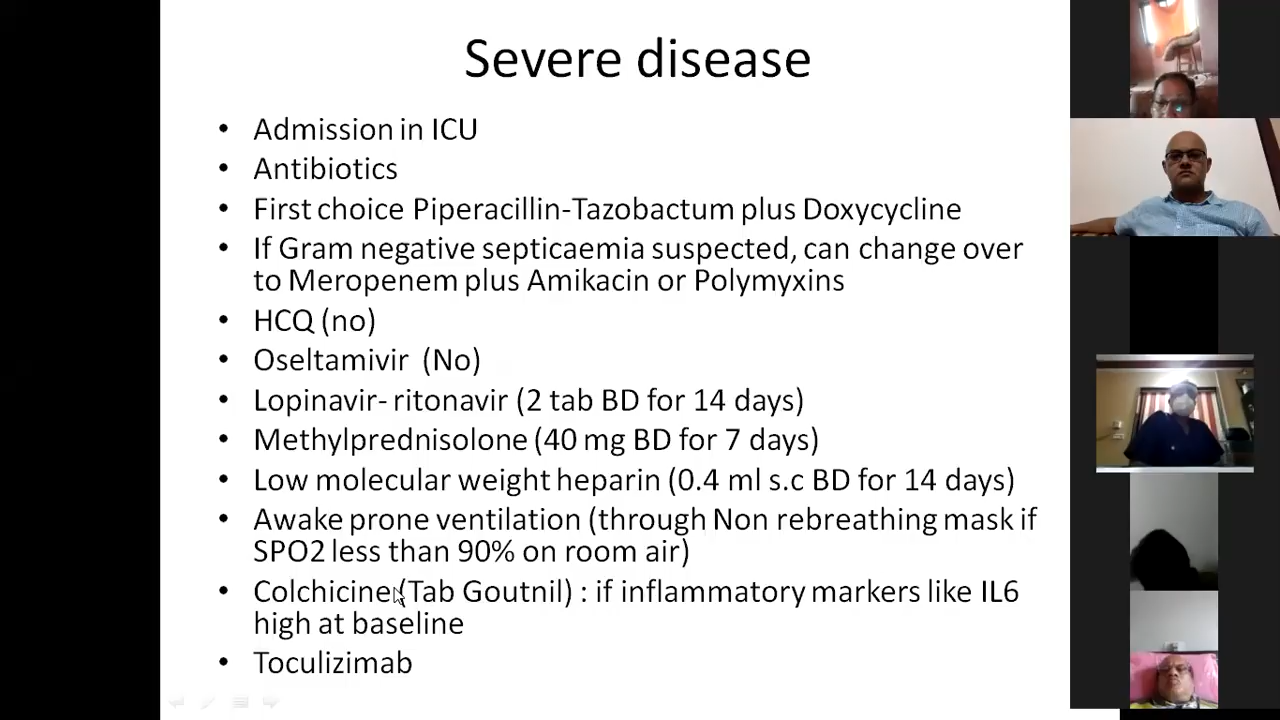 Severe disease
• Admission in ICU
• Antibiotics
• First choice Piperacillin-Tazobactum plus Doxycycline
• If Gram negative septicaemia suspected, can change over
to Meropenem plus Amikacin or Polymyxins
• HCQ (no)
• Oseltamivir (No)
• Lopinavir- ritonavir (2 tab BD for 14 days)
• Methylprednisolone (40 mg BD for 7 days)
• Low molecular weight heparin (0.4 ml s.c BD for 14 days)
• Awake prone ventilation (through Non rebreathing mask if
SPO2 less than 90% on room air)
• Colchicine (Tab Goutnil) : if inflammatory markers like IL6
high at baseline
• Toculizimab